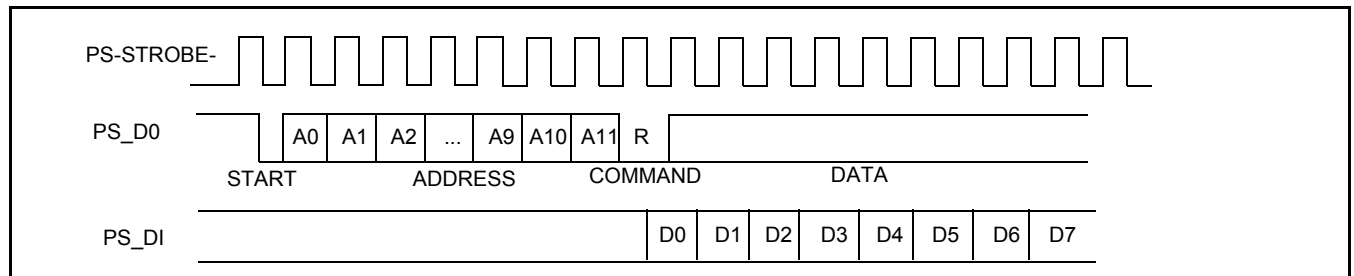 PS-STROBE-
PS_D0 A0 A1 A2 ... A9 A10 A11 R
START ADDRESS COMMAND DATA
PS_DI D0 D1 D2 D3 D4 D5 D6 D7